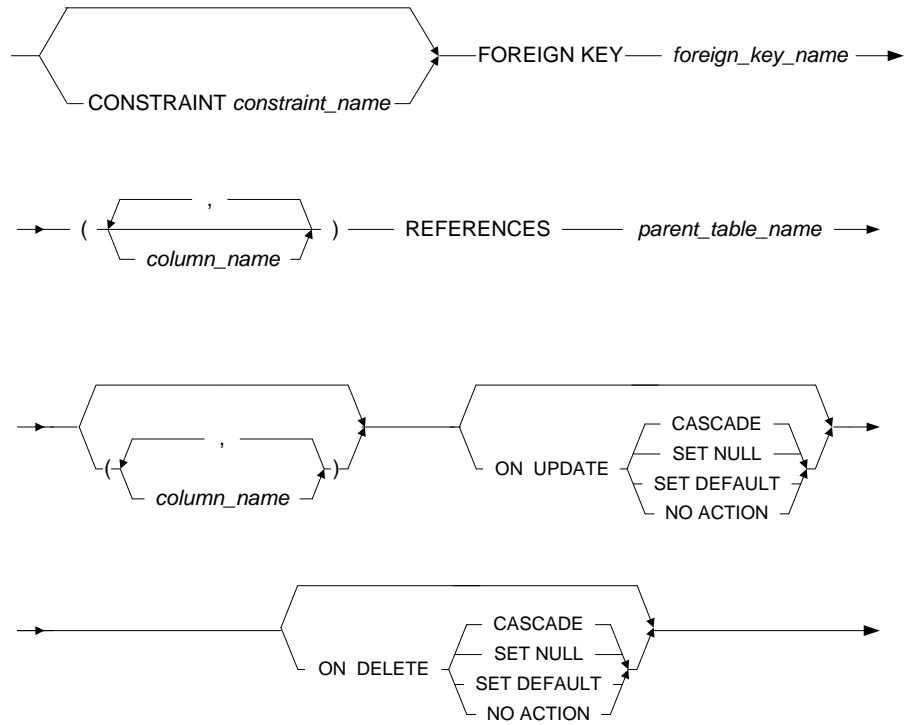 FOREIGN KEY foreign_key_name
CONSTRAINT constraint_name
,
( ) REFERENCES parent_table_name
column_name
CASCADE
, SET NULL
( ) ON UPDATE SET DEFAULT
column_name NO ACTION
CASCADE
SET NULL
ON DELETE SET DEFAULT
NO ACTION